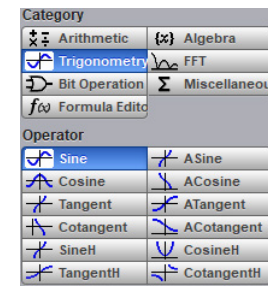 Category
Arithmetic {x} Algebra
Trigonometry FFT
Bit Operation Σ Miscellaneou
f(x) Formula Edito
Operator
Sine ASine
Cosine ACosine
Tangent ATangent
Cotangent ACotangent
SineH CosineH
TangentH CotangentH